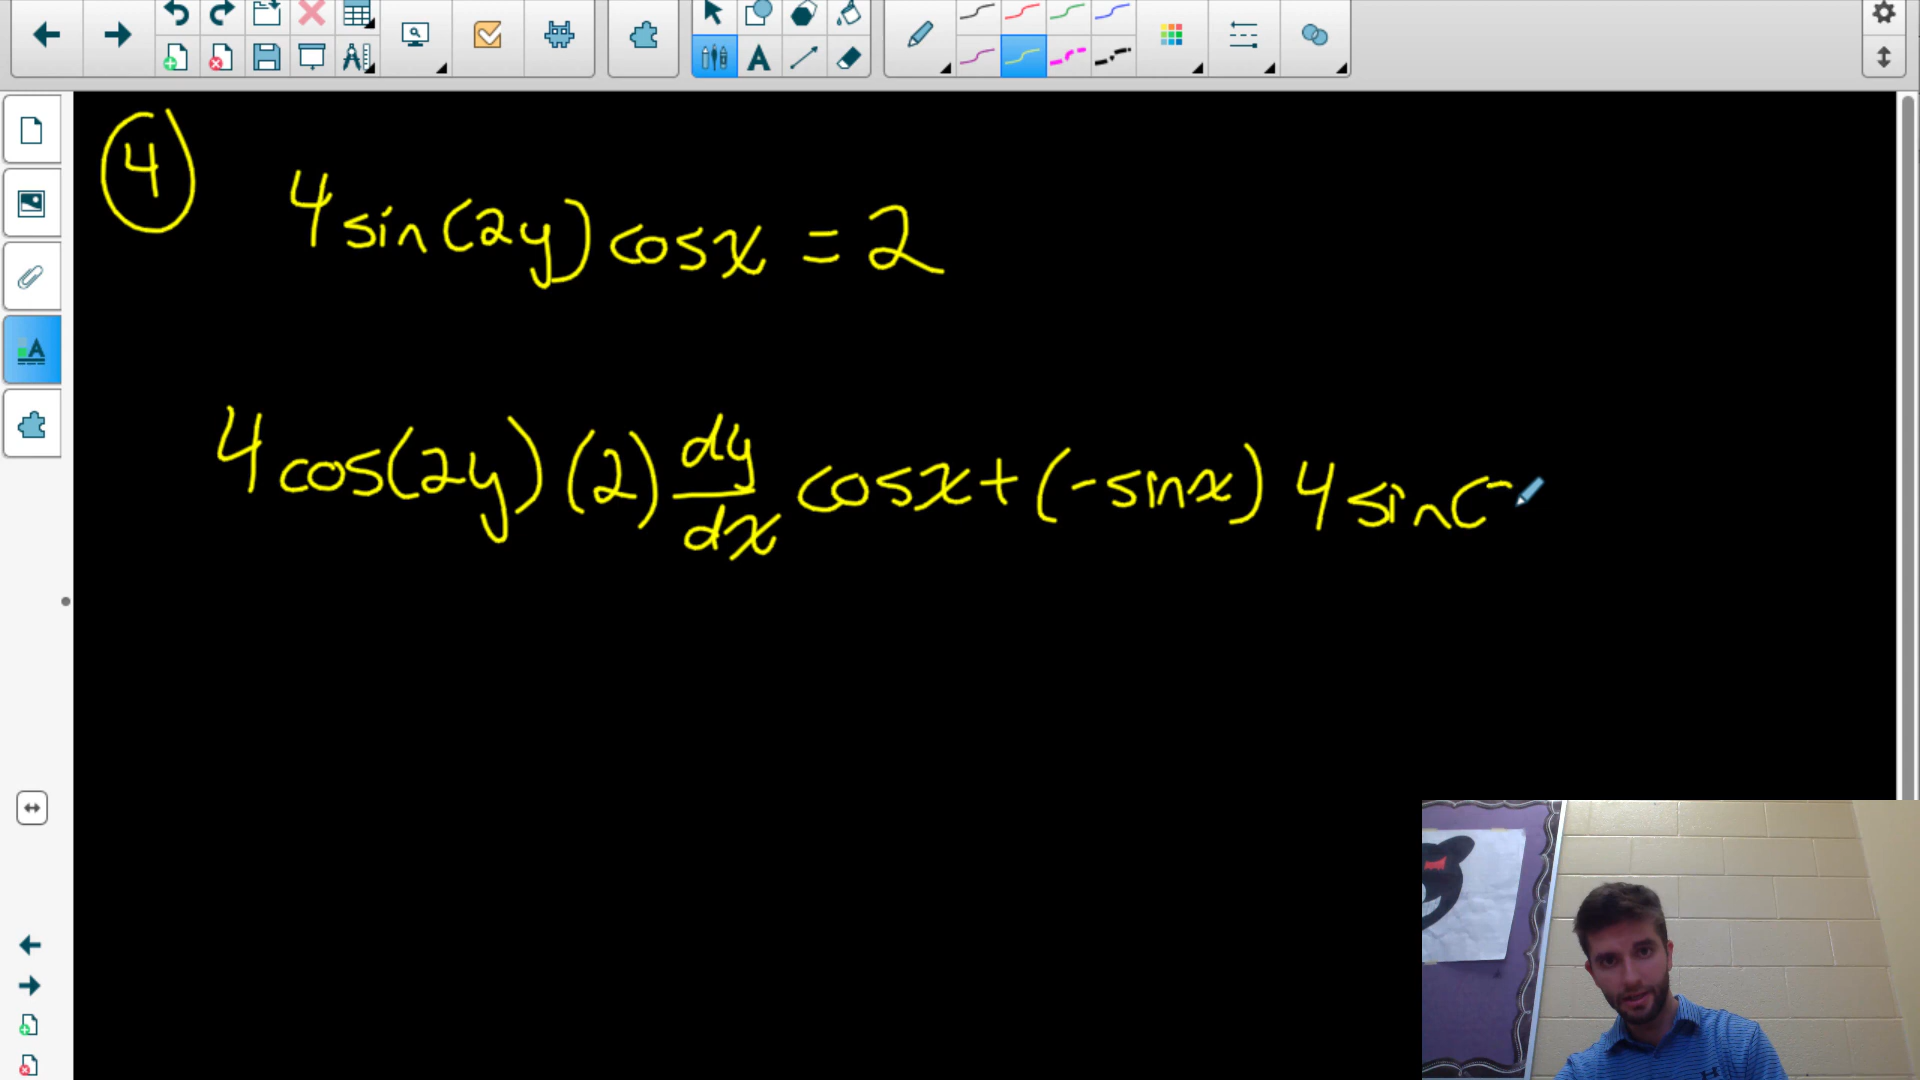 4
4 sin(2y) cos x = 2
4 cos(2y) (2) dy/dx cos x + (-sin x) 4 sin(